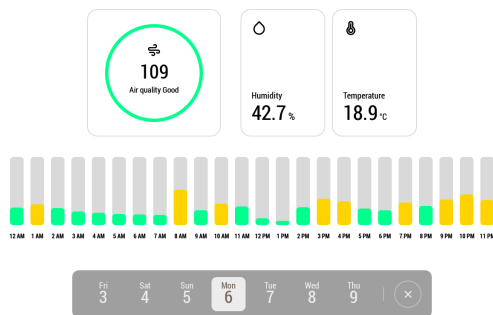 109
Air quality Good
Humidity
42.7 %
Temperature
18.9 °C
12 AM 1 AM 2 AM 3 AM 4 AM 5 AM 6 AM 7 AM 8 AM 9 AM 10 AM 11 AM 12 PM 1 PM 2 PM 3 PM 4 PM 5 PM 6 PM 7 PM 8 PM 9 PM 10 PM 11 PM
Fri Sat Sun Mon Tue Wed Thu
3 4 5 6 7 8 9